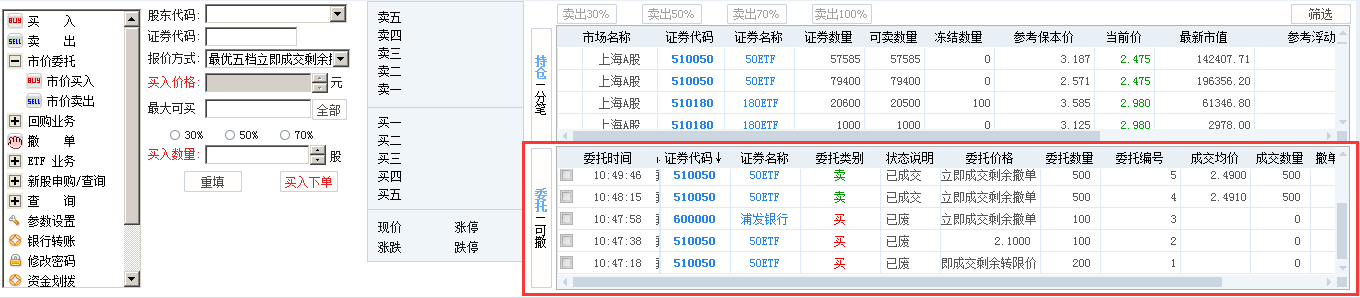 买 入
卖 出
市价委托
市价买入
市价卖出
回购业务
撤 单
ETF 业务
新股申购/查询
查 询
参数设置
银行转账
修改密码
资金划拨
股东代码:
证券代码:
报价方式: 最优五档立即成交剩余
买入价格: 元
最大可买 全部
30% 50% 70%
买入数量: 股
重填 买入下单
卖五
卖四
卖三
卖二
卖一
买一
买二
买三
买四
买五
现价 涨停
涨跌 跌停
卖出30% 卖出50% 卖出70% 卖出100% 筛选
持仓 分笔
市场名称 证券代码 证券名称 证券数量 可卖数量 冻结数量 参考保本价 当前价 最新市值 参考浮动
上海A股 510050 50ETF 57585 57585 0 3.187 2.475 142407.71
上海A股 510050 50ETF 79400 79400 0 2.571 2.475 196356.20
上海A股 510180 180ETF 20600 20500 100 3.585 2.980 61346.80
上海A股 510180 180ETF 1000 1000 0 3.125 2.980 2978.00
委托 二可撤
委托时间 证券代码↓ 证券名称 委托类别 状态说明 委托价格 委托数量 委托编号 成交均价 成交数量 撤单
10:49:46 510050 50ETF 卖 已成交 立即成交剩余撤单 500 5 2.4900 500
10:48:15 510050 50ETF 卖 已成交 立即成交剩余撤单 500 4 2.4910 500
10:47:58 600000 浦发银行 买 已废 立即成交剩余撤单 100 3 0
10:47:38 510050 50ETF 买 已废 2.1000 100 2 0
10:47:18 510050 50ETF 买 已废 即成交剩余转限价 200 1 0